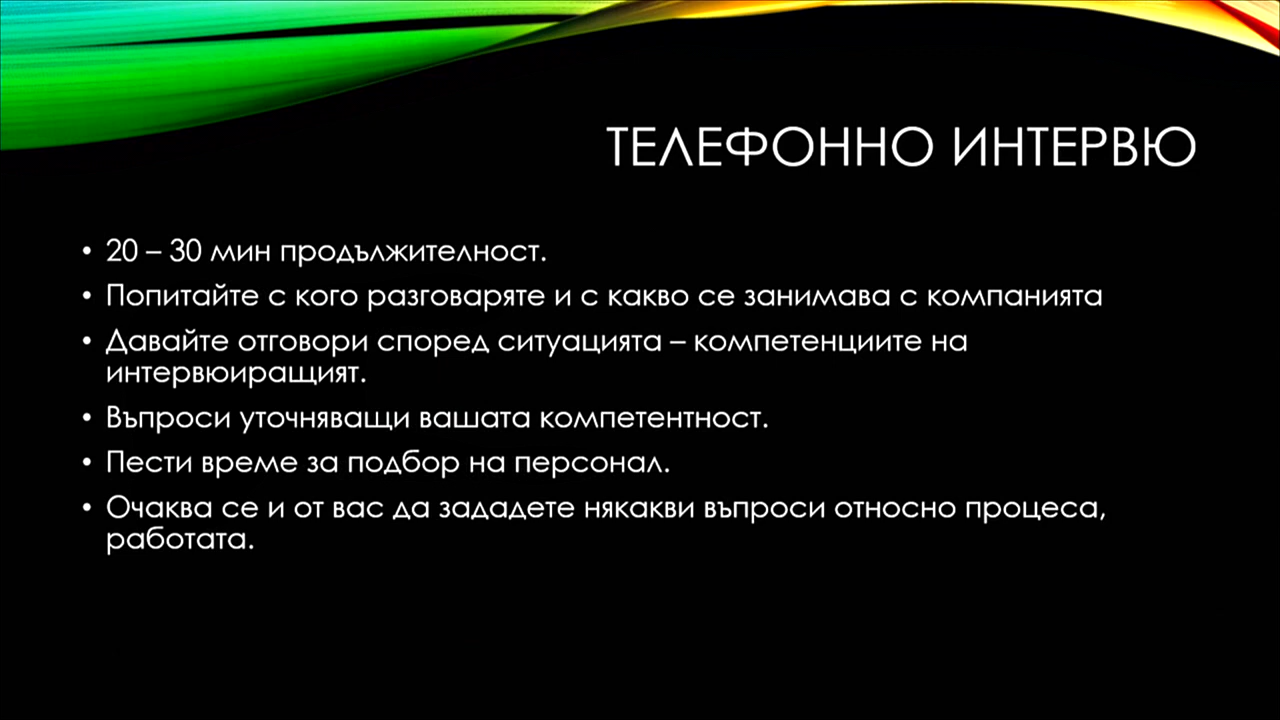 ТЕЛЕФОННО ИНТЕРВЮ
• 20 – 30 мин продължителност.
• Попитайте с кого разговаряте и с какво се занимава с компанията
• Давайте отговори според ситуацията – компетенциите на
интервюиращият.
• Въпроси уточняващи вашата компетентност.
• Пести време за подбор на персонал.
• Очаква се и от вас да зададете някакви въпроси относно процеса,
работата.